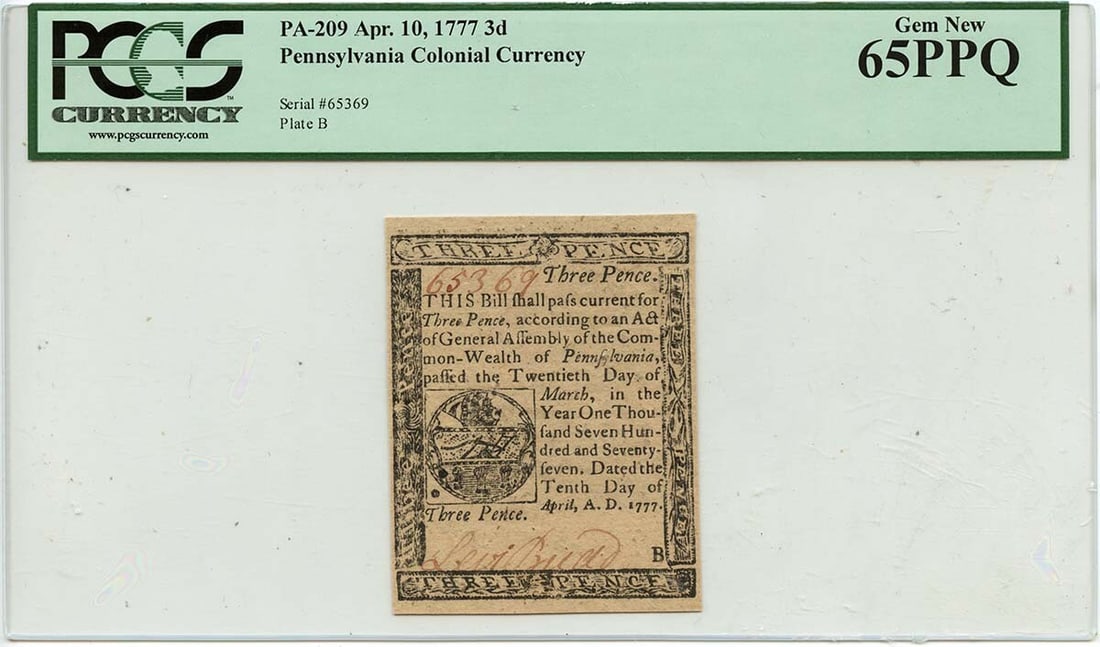 PCGS
CURRENCY™
www.pcgscurrency.com
PA-209 Apr. 10, 1777 3d
Pennsylvania Colonial Currency
Serial #65369
Plate B
Gem New
65PPQ
THREE PENCE
65369 Three Pence.
THIS Bill ſhall paſs current for
Three Pence, according to an Act
of General Aſſembly of the Com-
mon-Wealth of Pennſylvania,
paſſed the Twentieth Day of
March, in the
Year One Thou-
ſand Seven Hun-
dred and Seventy-
ſeven. Dated the
Tenth Day of
April, A. D. 1777.
Three Pence.
Levi Budd
B
THREE PENCE